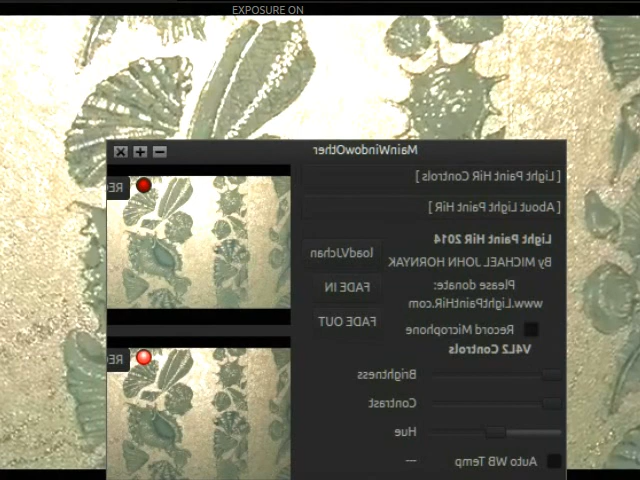 EXPOSURE ON
MainWindowOther
[ Light Paint HiR Controls ]
[ About Light Paint HiR ]
Light Paint HiR 2014
By MICHAEL JOHN HORNYAK
Please donate:
www.LightPaintHiR.com
loadVJchan
FADE IN
FADE OUT
Record Microphone
V4L2 Controls
Brightness
Contrast
Hue
Auto WB Temp
---